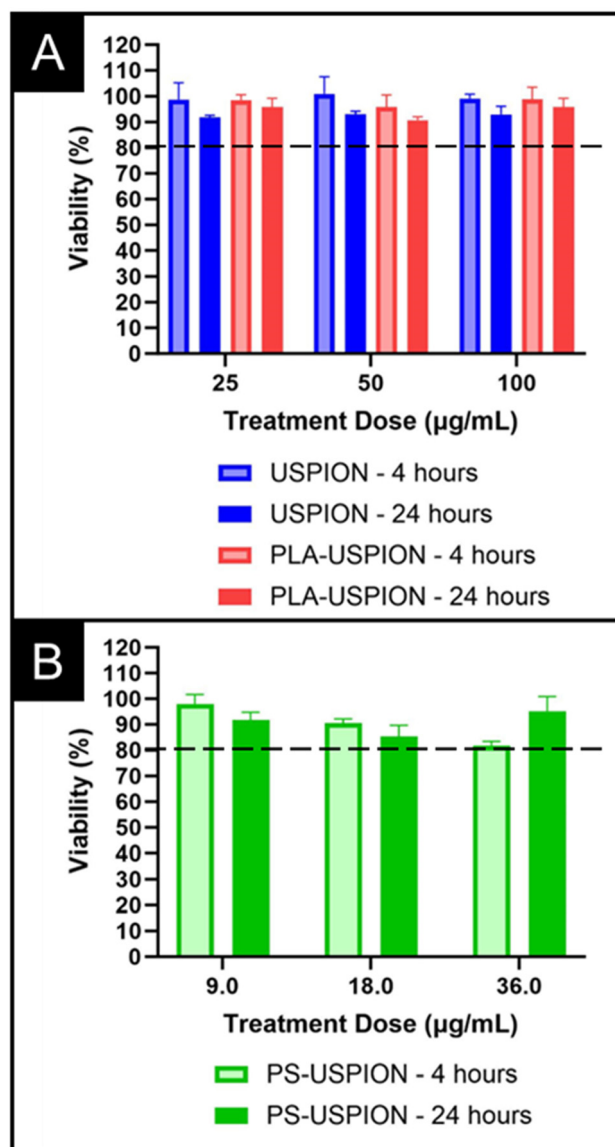 A
120
110
100
90
80
70
60
50
40
30
20
10
0
Viability (%)
25 50 100
Treatment Dose (µg/mL)
USPION - 4 hours
USPION - 24 hours
PLA-USPION - 4 hours
PLA-USPION - 24 hours
B
120
110
100
90
80
70
60
50
40
30
20
10
0
Viability (%)
9.0 18.0 36.0
Treatment Dose (µg/mL)
PS-USPION - 4 hours
PS-USPION - 24 hours